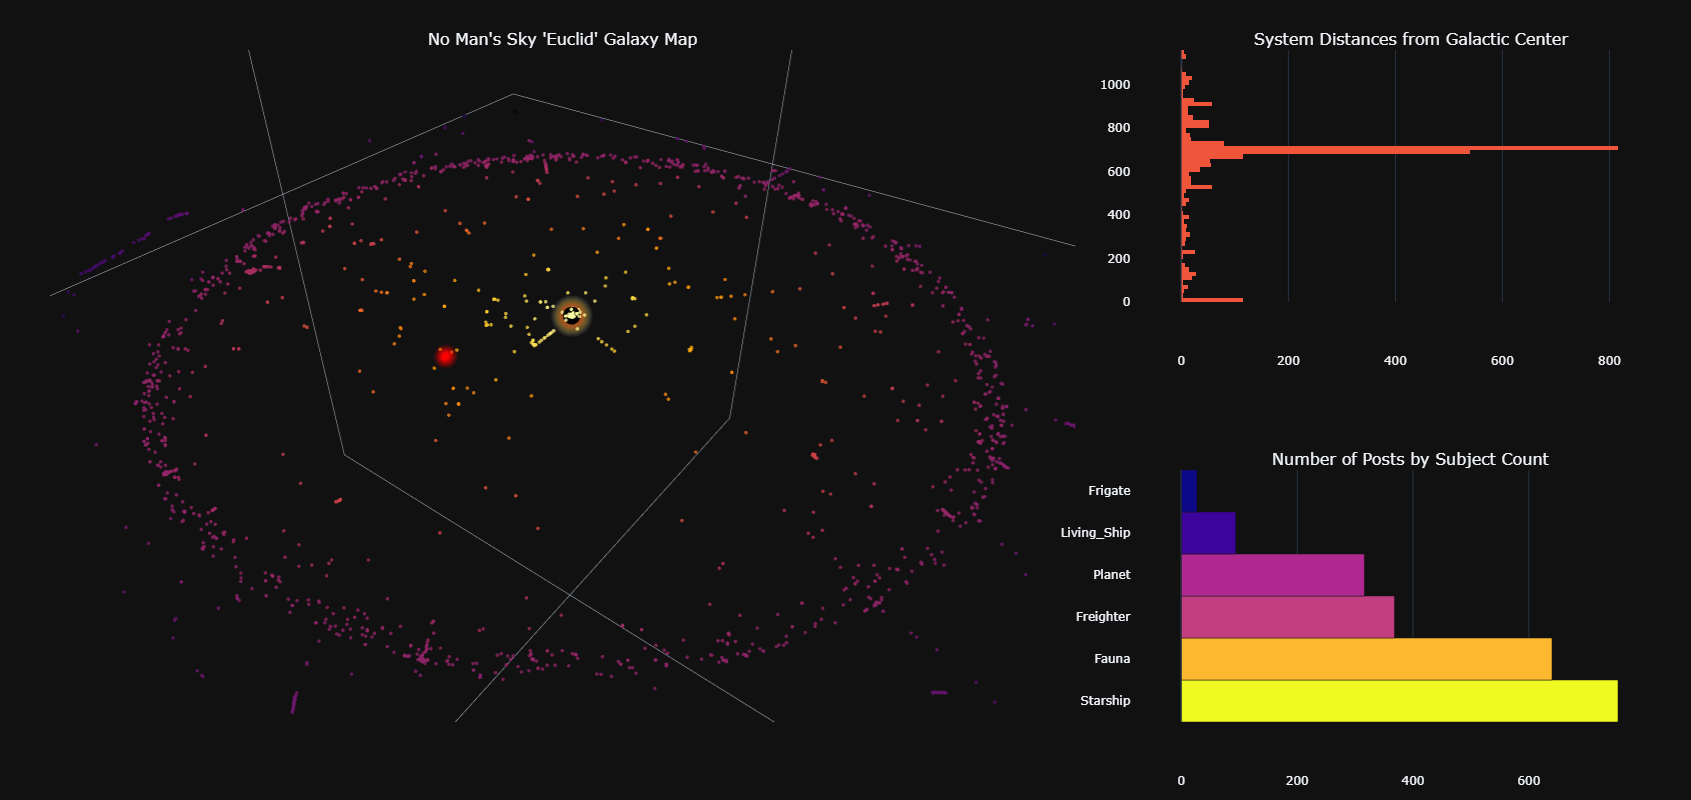 No Man's Sky 'Euclid' Galaxy Map
System Distances from Galactic Center
1000
800
600
400
200
0
0 200 400 600 800
Number of Posts by Subject Count
Frigate
Living_Ship
Planet
Freighter
Fauna
Starship
0 200 400 600